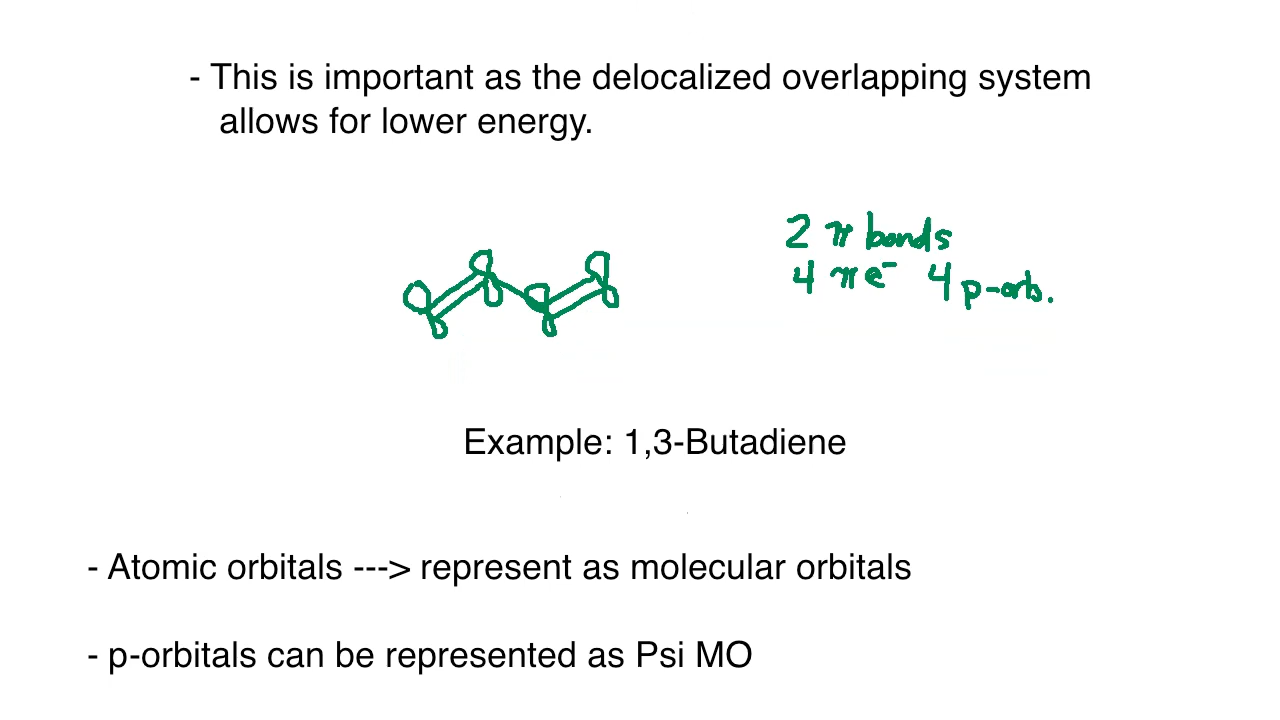 - This is important as the delocalized overlapping system
allows for lower energy.
2 π bonds
4 π e⁻ 4 p-orb.
Example: 1,3-Butadiene
- Atomic orbitals ---> represent as molecular orbitals
- p-orbitals can be represented as Psi MO